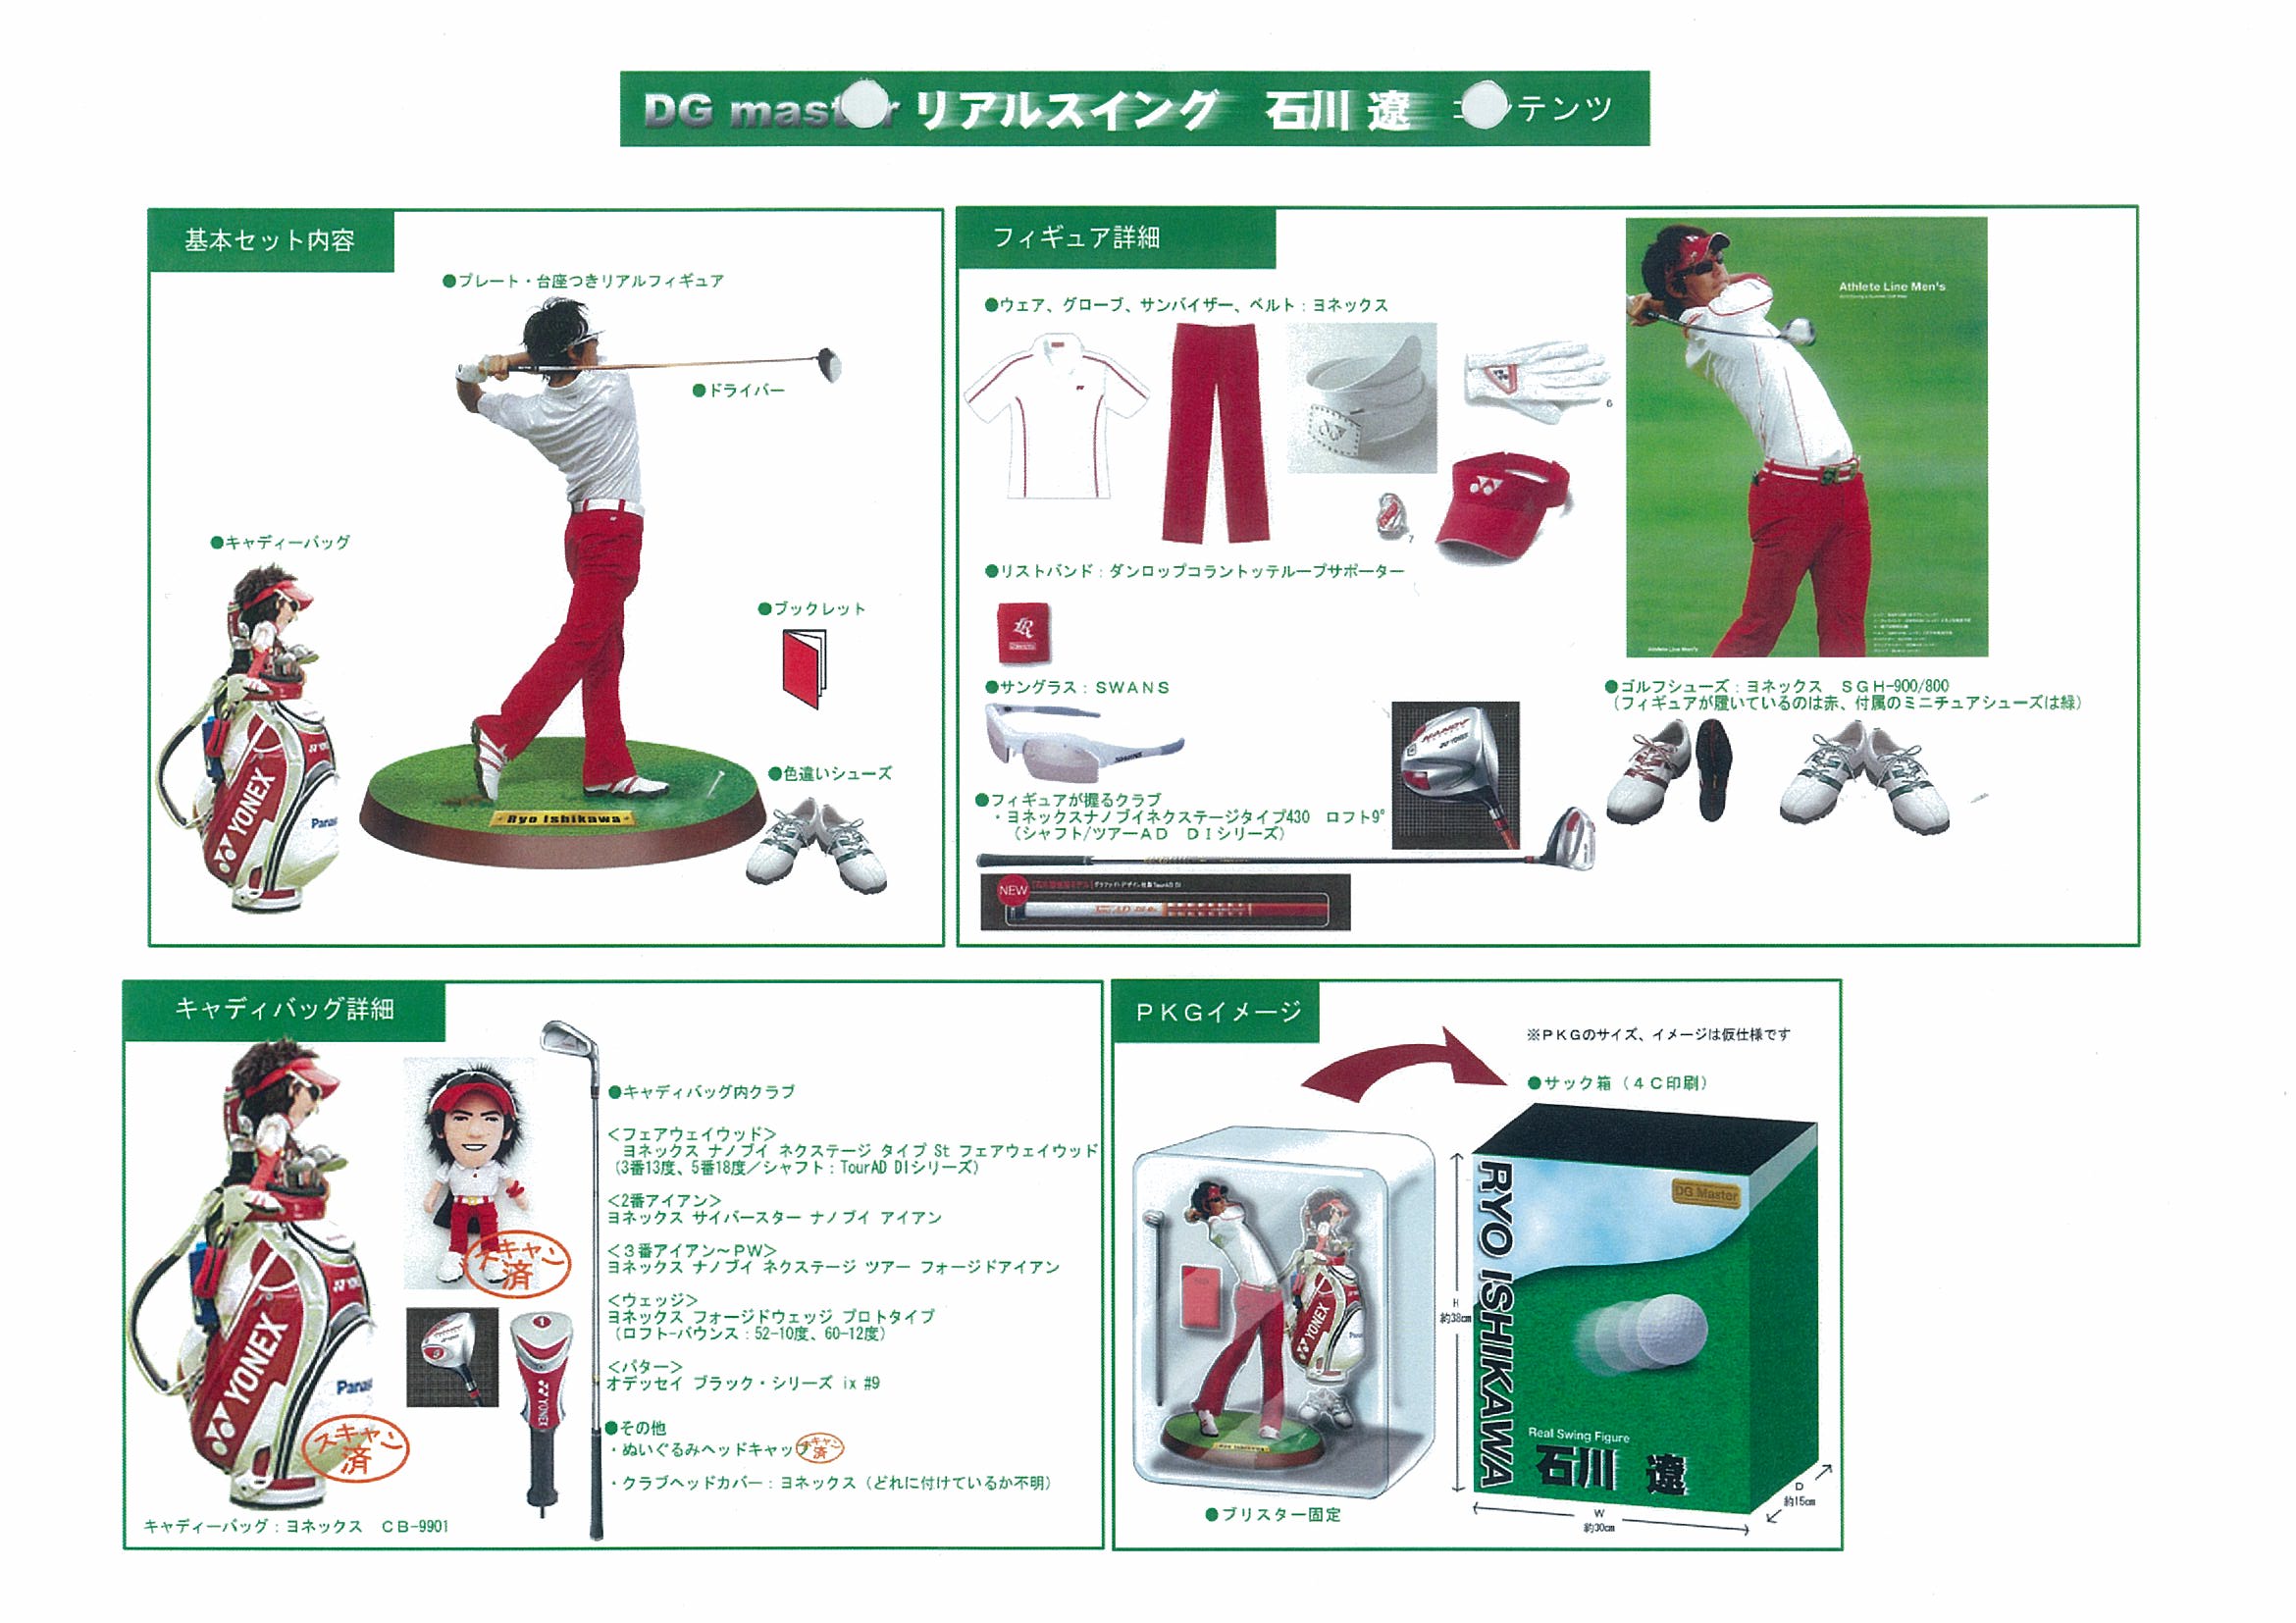 DG master リアルスイング 石川 遼 コンテンツ
基本セット内容
●プレート・台座つきリアルフィギュア
●ドライバー
●キャディーバッグ
●ブックレット
●色違いシューズ
YONEX
Panas
Ryo Ishikawa
フィギュア詳細
●ウェア、グローブ、サンバイザー、ベルト：ヨネックス
6
7
Athlete Line Men's
Athlete Line Men's
●リストバンド：ダンロップコラントッテループサポーター
●サングラス：ＳＷＡＮＳ
SWANS
●フィギュアが握るクラブ
・ヨネックスナノブイネクステージタイプ430　ロフト9°
（シャフト/ツアーＡＤ　ＤＩシリーズ）
NEW
●ゴルフシューズ：ヨネックス　ＳＧＨ-900/800
（フィギュアが履いているのは赤、付属のミニチュアシューズは緑）
キャディバッグ詳細
YONEX
Panas
スキャン済
スキャン済
1
YONEX
キャディーバッグ：ヨネックス　ＣＢ-9901
●キャディバッグ内クラブ
＜フェアウェイウッド＞
ヨネックス ナノブイ ネクステージ タイプ St フェアウェイウッド
（3番13度、5番18度／シャフト：TourAD DIシリーズ）
＜2番アイアン＞
ヨネックス サイバースター ナノブイ アイアン
＜３番アイアン～ＰＷ＞
ヨネックス ナノブイ ネクステージ ツアー フォージドアイアン
＜ウェッジ＞
ヨネックス フォージドウェッジ プロトタイプ
（ロフト-バウンス：52-10度、60-12度）
＜パター＞
オデッセイ ブラック・シリーズ ix #9
●その他
・ぬいぐるみヘッドキャップ
スキャン済
・クラブヘッドカバー：ヨネックス（どれに付けているか不明）
ＰＫＧイメージ
※ＰＫＧのサイズ、イメージは仮仕様です
●サック箱（４Ｃ印刷）
YONEX
●ブリスター固定
DG Master
RYO ISHIKAWA
Real Swing Figure
石川 遼
H
約38cm
W
約30cm
D
約15cm